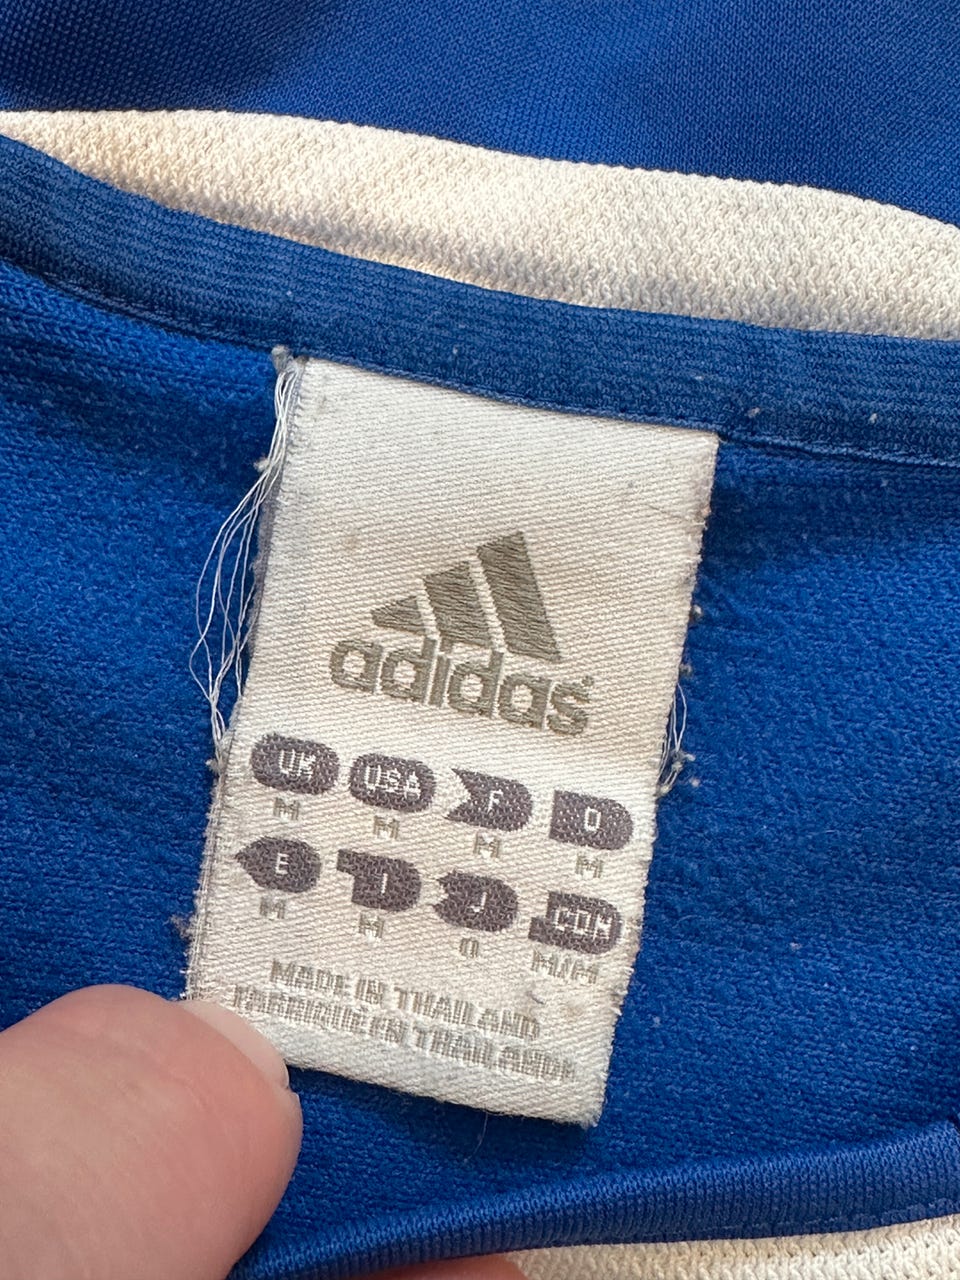 adidas
UK USA F D
M M M M
E I J CDN
M M O M/M
MADE IN THAILAND
FABRIQUE EN THAILANDE